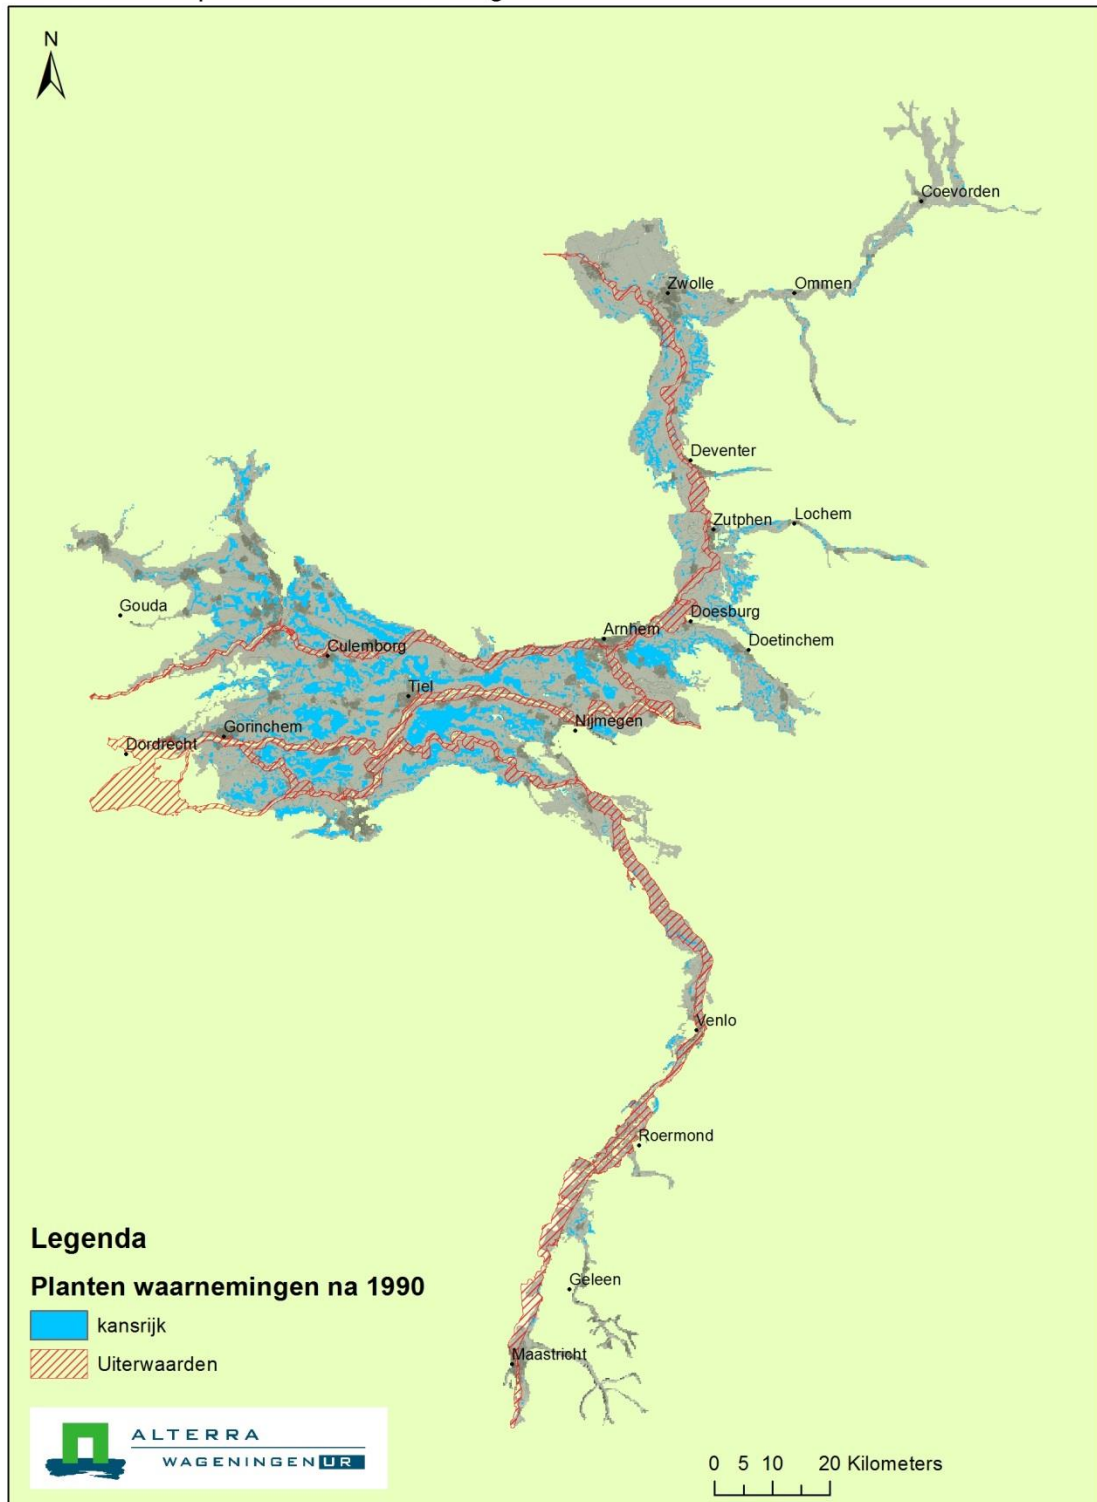 N
Coevorden
Zwolle
Ommen
Deventer
Zutphen
Lochem
Gouda
Doesburg
Arnhem
Doetinchem
Culemborg
Tiel
Nijmegen
Gorinchem
Dordrecht
Venlo
Roermond
Geleen
Maastricht
Legenda
Planten waarnemingen na 1990
kansrijk
Uiterwaarden
ALTERRA
WAGENINGEN UR
0 5 10 20 Kilometers